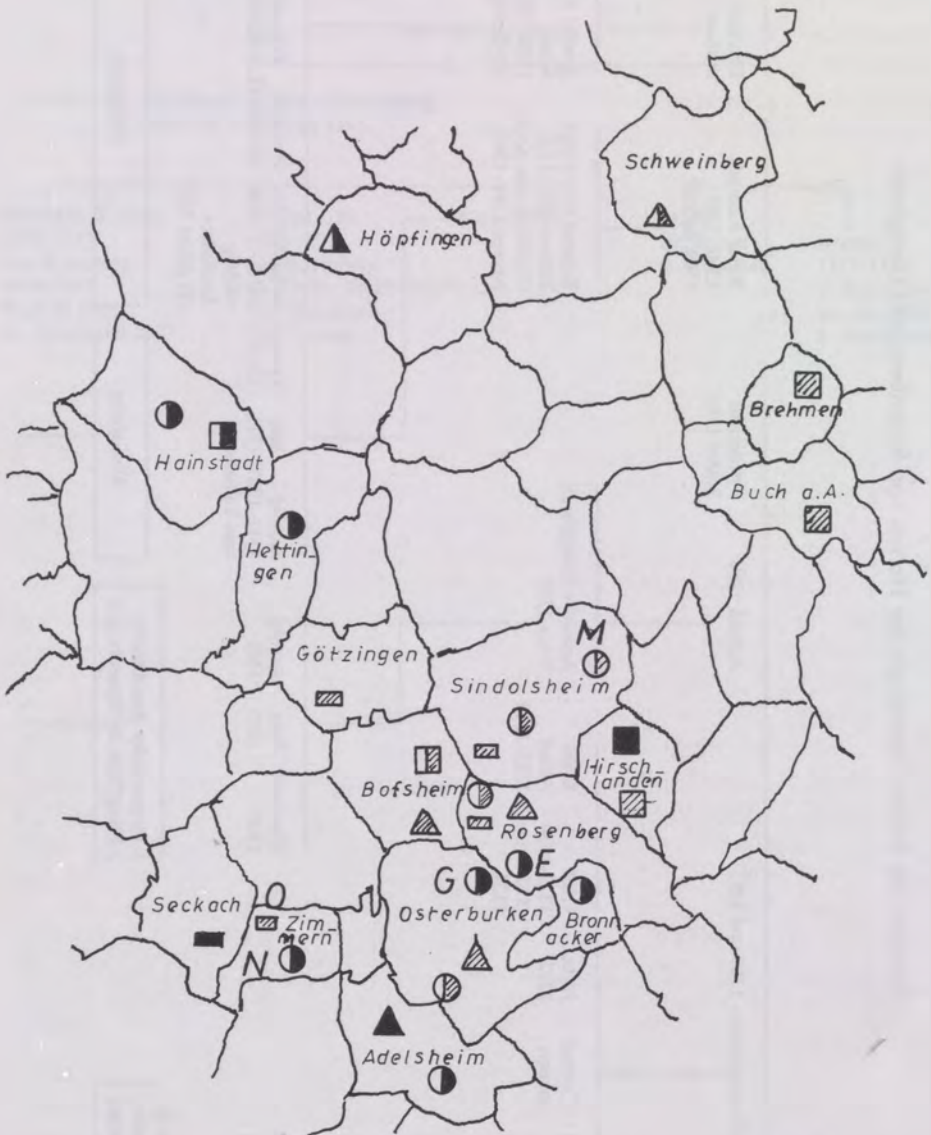 Schweinberg
Höpfingen
Brehmen
Hainstadt
Buch a.A.
Hettin-
gen
M
Götzingen
Sindolsheim
Hirsch-
landen
Bofsheim
Rosenberg
E
G
Seckach
O
Osterburken
Zim-
mern
Bronn-
acker
N
Adelsheim